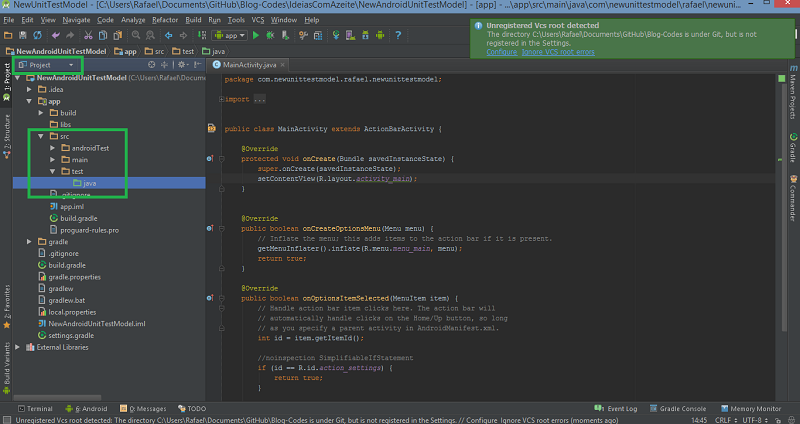 NewUnitTestModel - [C:\Users\Rafael\Documents\GitHub\Blog-Codes\IdeiasComAzeite\NewAndroidUnitTestModel] - [app] - ...\app\src\main\java\com\newunittestmodel\rafael\newunit
File Edit View Navigate Code Analyze Refactor Build Run Tools VCS Window Help
app
Unregistered Vcs root detected
The directory C:\Users\Rafael\Documents\GitHub\Blog-Codes is under Git, but is not
registered in the Settings.
Configure Ignore VCS root errors
NewAndroidUnitTestModel app src test java
1: Project
2: Structure
2: Favorites
Build Variants
Project
NewAndroidUnitTestModel (C:\Users\Rafael\Docume
.idea
app
build
libs
src
androidTest
main
test
java
.gitignore
app.iml
build.gradle
proguard-rules.pro
gradle
.gitignore
build.gradle
gradle.properties
gradlew
gradlew.bat
local.properties
NewAndroidUnitTestModel.iml
settings.gradle
External Libraries
MainActivity.java
package com.newunittestmodel.rafael.newunittestmodel;
import ...
public class MainActivity extends ActionBarActivity {
@Override
protected void onCreate(Bundle savedInstanceState) {
super.onCreate(savedInstanceState);
setContentView(R.layout.activity_main);
}
@Override
public boolean onCreateOptionsMenu(Menu menu) {
// Inflate the menu; this adds items to the action bar if it is present.
getMenuInflater().inflate(R.menu.menu_main, menu);
return true;
}
@Override
public boolean onOptionsItemSelected(MenuItem item) {
// Handle action bar item clicks here. The action bar will
// automatically handle clicks on the Home/Up button, so long
// as you specify a parent activity in AndroidManifest.xml.
int id = item.getItemId();
//noinspection SimplifiableIfStatement
if (id == R.id.action_settings) {
return true;
}
Maven Projects
Gradle
Commander
Terminal 6: Android 0: Messages TODO Event Log Gradle Console Memory Monitor
Unregistered Vcs root detected: The directory C:\Users\Rafael\Documents\GitHub\Blog-Codes is under Git, but is not registered in the Settings. // Configure Ignore VCS root errors (moments ago) 14:45 CRLF UTF-8